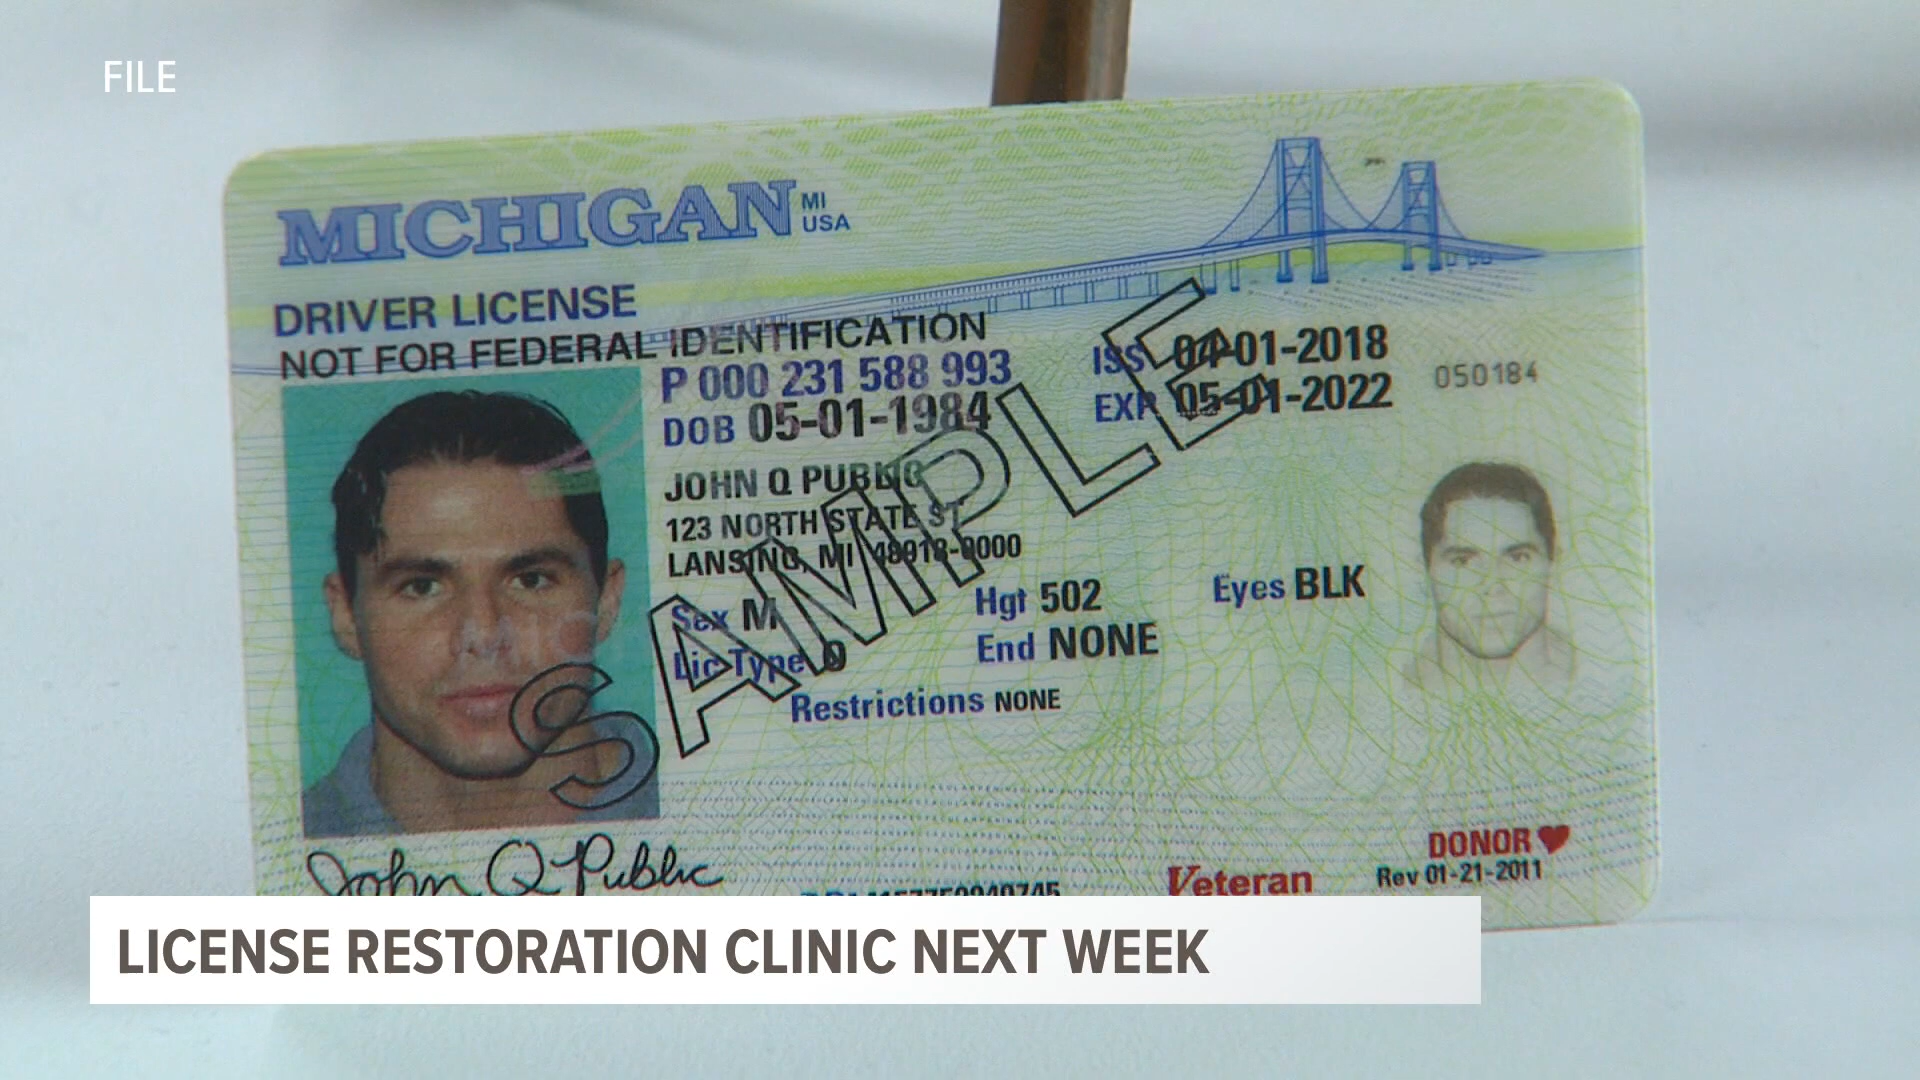 FILE
MICHIGAN MI
USA
DRIVER LICENSE
NOT FOR FEDERAL IDENTIFICATION
P 000 231 588 993
DOB 05-01-1984
ISS 04-01-2018
EXP 05-01-2022
050184
JOHN Q PUBLIC
123 NORTH STATE ST
LANSING, MI 48918-0000
Sex M
Hgt 502
Eyes BLK
Lic Type O
End NONE
Restrictions NONE
SAMPLE
John Q Public
Veteran
DONOR
Rev 01-21-2011
LICENSE RESTORATION CLINIC NEXT WEEK